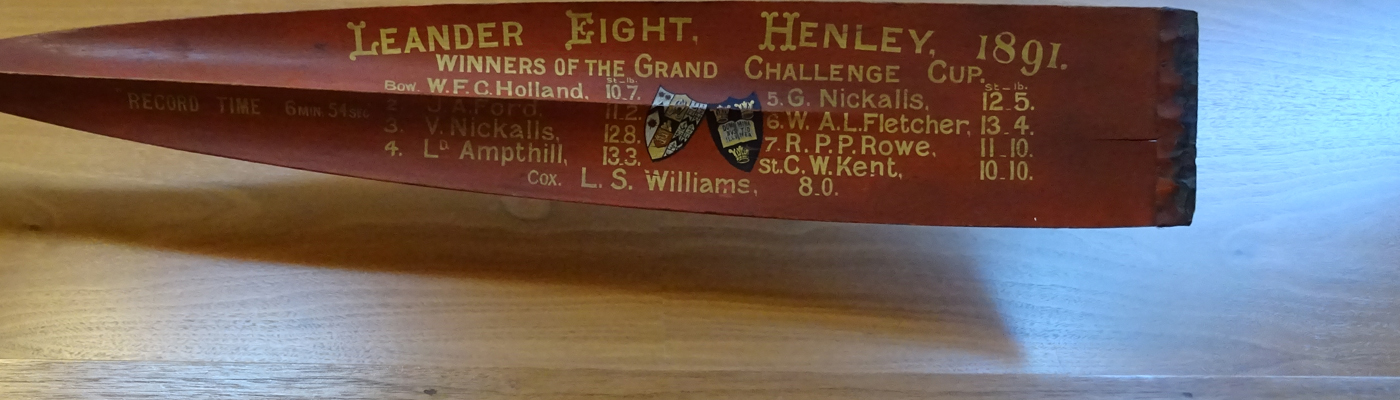 LEANDER EIGHT, HENLEY, 1891.
WINNERS OF THE GRAND CHALLENGE CUP.
RECORD TIME 6 MIN 54 SEC
St - lb.
Bow. W.F.C. Holland. 10.7.
2 J.A. Ford. 11.2.
3. V. Nickalls, 12.8.
4. Ld. Ampthill, 13.3.
St - lb.
5. G. Nickalls, 12.5.
6. W.A.L. Fletcher, 13.4.
7. R.P.P. Rowe, 11-10.
St. C.W. Kent, 10-10.
Cox. L.S. Williams, 8.0.